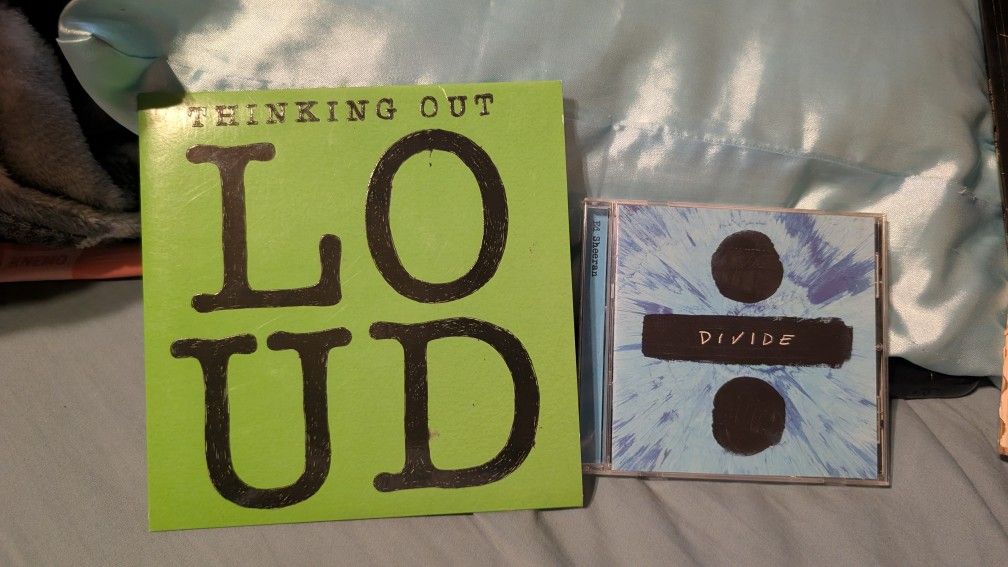 THINKING OUT
LO
UD
Ed Sheeran
DIVIDE